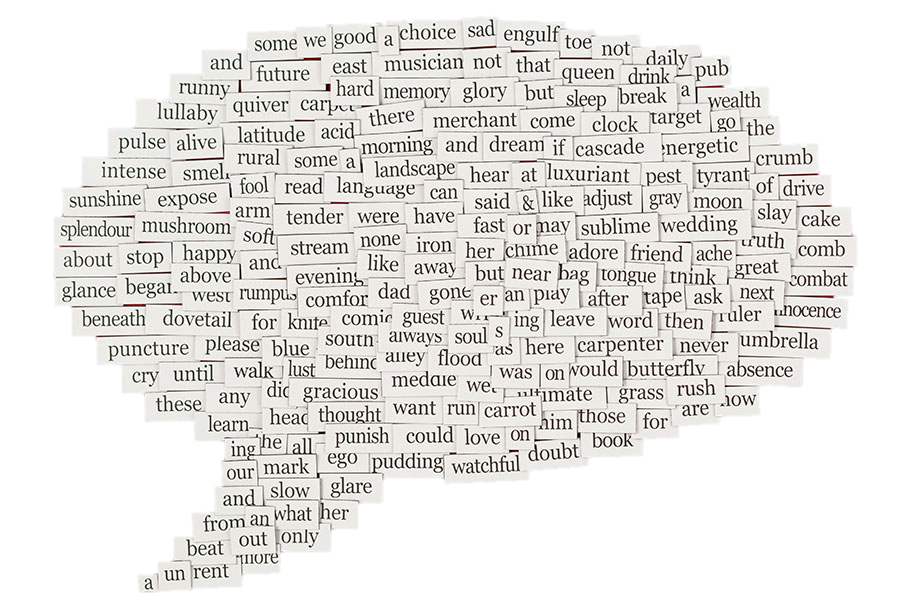 some we good a choice sad engulf toe not
and future east musician not that queen drink daily pub
runny hard memory glory but sleep break a wealth
lullaby quiver carpet there merchant come clock target go the
pulse alive latitude acid morning and dream if cascade energetic crumb
intense smell rural some a landscape hear at luxuriant pest tyrant of drive
sunshine expose fool read language can said & like adjust gray moon slay cake
splendour mushroom arm tender were have fast or may sublime wedding truth comb
about stop happy soft stream none iron her chime adore friend ache great combat
glance began above and evening like away but near bag tongue think next innocence
beneath west rumpus comfort dad gone er an play after tape ask ruler
dovetail for knife comic guest ing leave word then umbrella
puncture please blue south always soul s as here carpenter never absence
cry until walk lust behind alley flood was on would butterfly now
these any did gracious meddle wet ultimate grass rush are
learn head thought want run carrot him those for
ing he all punish could love on doubt book
our mark ego pudding watchful
and slow glare
from an what her
beat out only
a un rent more